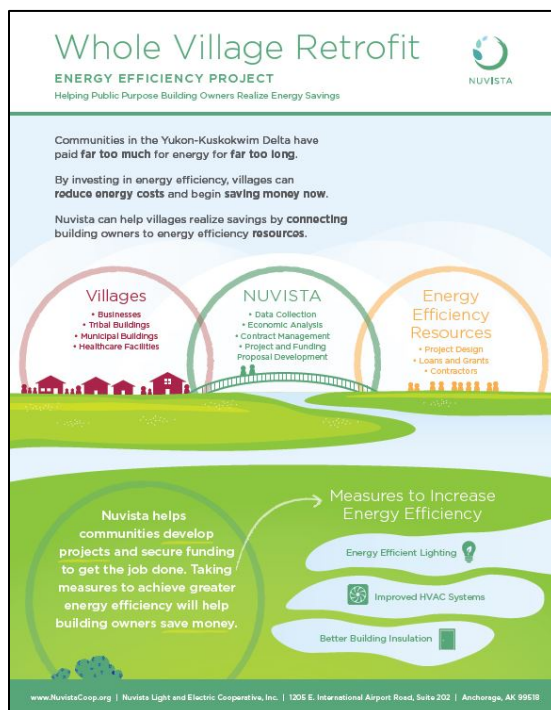 Whole Village Retrofit
ENERGY EFFICIENCY PROJECT
Helping Public Purpose Building Owners Realize Energy Savings
NUVISTA
Communities in the Yukon-Kuskokwim Delta have
paid far too much for energy for far too long.
By investing in energy efficiency, villages can
reduce energy costs and begin saving money now.
Nuvista can help villages realize savings by connecting
building owners to energy efficiency resources.
Villages
• Businesses
• Tribal Buildings
• Municipal Buildings
• Healthcare Facilities
NUVISTA
• Data Collection
• Economic Analysis
• Contract Management
• Project and Funding
Proposal Development
Energy
Efficiency
Resources
• Project Design
• Loans and Grants
• Contractors
Nuvista helps
communities develop
projects and secure funding
to get the job done. Taking
measures to achieve greater
energy efficiency will help
building owners save money.
Measures to Increase
Energy Efficiency
Energy Efficient Lighting
Improved HVAC Systems
Better Building Insulation
www.NuvistaCoop.org | Nuvista Light and Electric Cooperative, Inc. | 1205 E. International Airport Road, Suite 202 | Anchorage, AK 99518